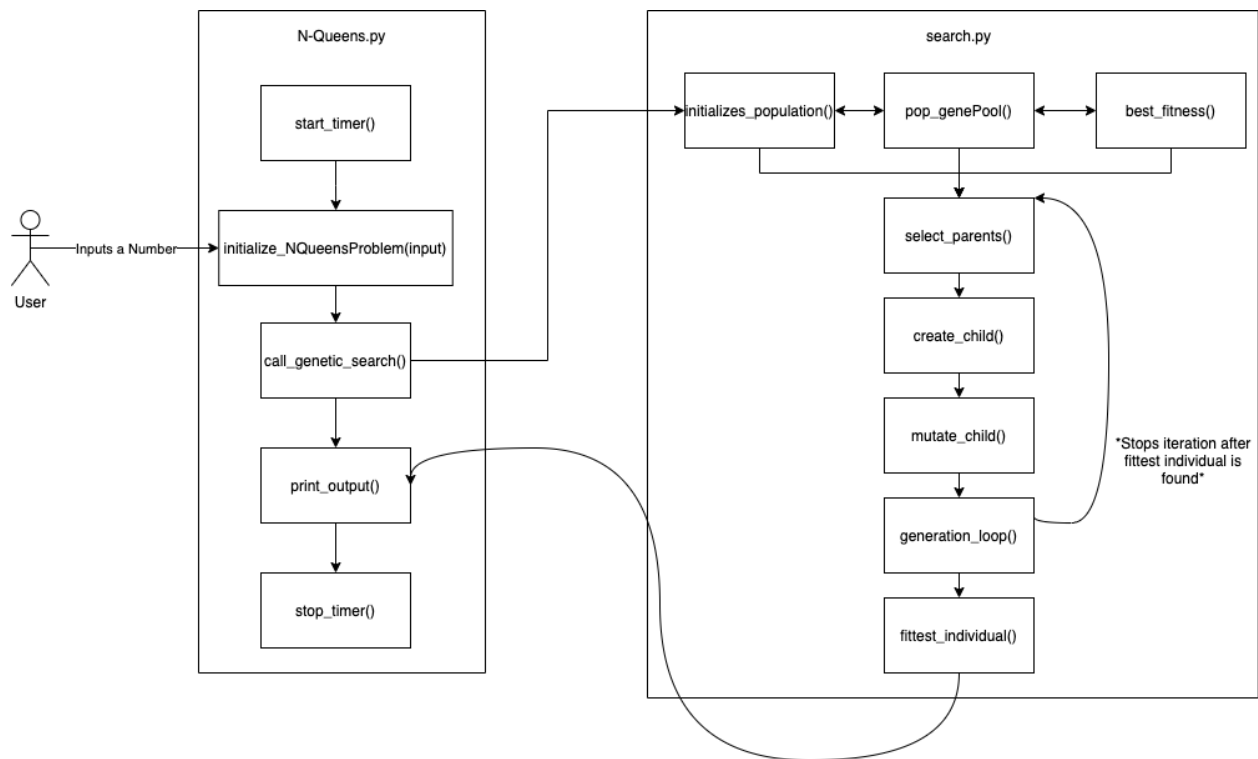 N-Queens.py
start_timer()
Inputs a Number
initialize_NQueensProblem(input)
User
call_genetic_search()
print_output()
stop_timer()
search.py
initializes_population()
pop_genePool()
best_fitness()
select_parents()
create_child()
mutate_child()
*Stops iteration after
fittest individual is
found*
generation_loop()
fittest_individual()